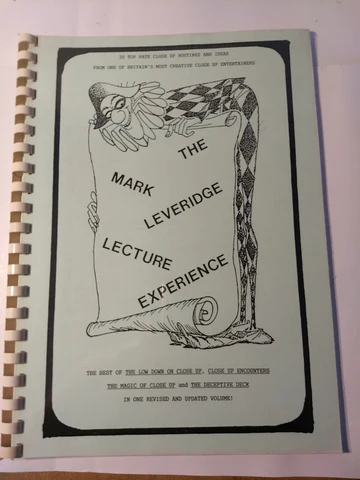 35 TOP RATE CLOSE UP ROUTINES AND IDEAS
FROM ONE OF BRITAIN'S MOST CREATIVE CLOSE UP ENTERTAINERS
THE
MARK
LEVERIDGE
LECTURE
EXPERIENCE
THE BEST OF THE LOW DOWN ON CLOSE UP, CLOSE UP ENCOUNTERS
THE MAGIC OF CLOSE UP and THE DECEPTIVE DECK
IN ONE REVISED AND UPDATED VOLUME!